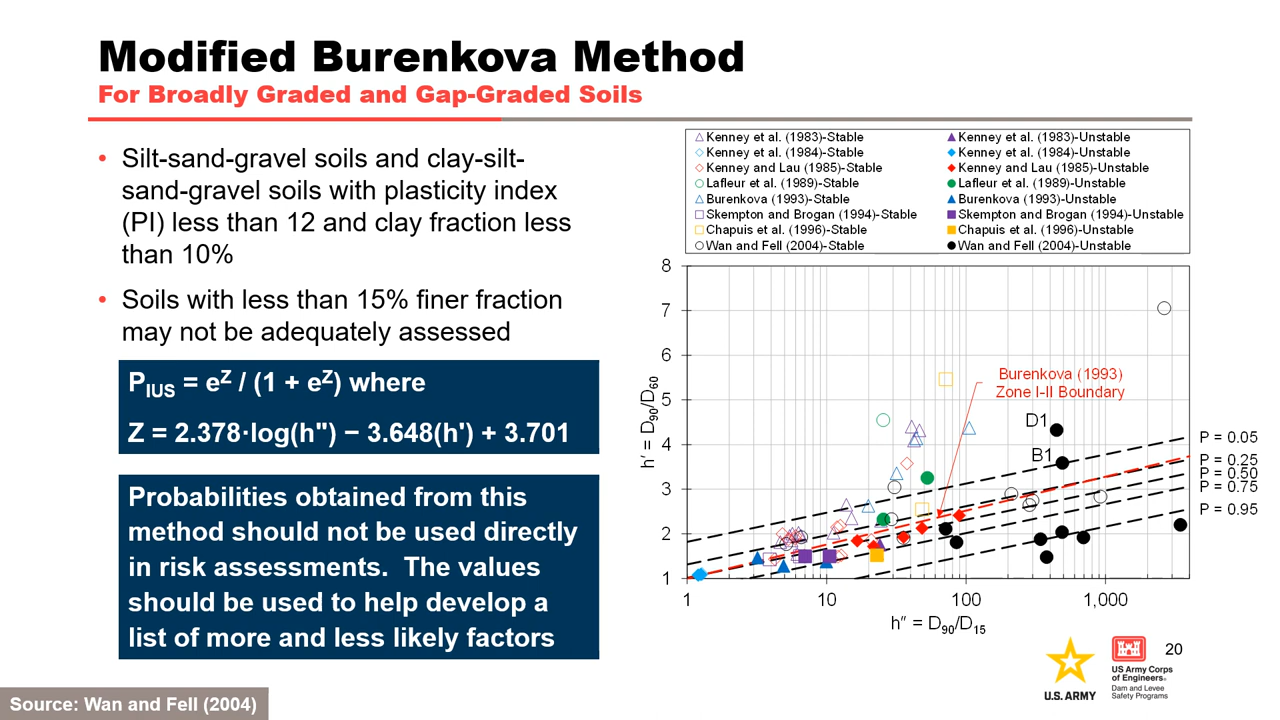 Modified Burenkova Method
For Broadly Graded and Gap-Graded Soils
• Silt-sand-gravel soils and clay-silt-
sand-gravel soils with plasticity index
(PI) less than 12 and clay fraction less
than 10%
• Soils with less than 15% finer fraction
may not be adequately assessed
P_IUS = e^Z / (1 + e^Z) where
Z = 2.378·log(h") − 3.648(h') + 3.701
Probabilities obtained from this
method should not be used directly
in risk assessments.  The values
should be used to help develop a
list of more and less likely factors
Kenney et al. (1983)-Stable
Kenney et al. (1984)-Stable
Kenney and Lau (1985)-Stable
Lafleur et al. (1989)-Stable
Burenkova (1993)-Stable
Skempton and Brogan (1994)-Stable
Chapuis et al. (1996)-Stable
Wan and Fell (2004)-Stable
Kenney et al. (1983)-Unstable
Kenney et al. (1984)-Unstable
Kenney and Lau (1985)-Unstable
Lafleur et al. (1989)-Unstable
Burenkova (1993)-Unstable
Skempton and Brogan (1994)-Unstable
Chapuis et al. (1996)-Unstable
Wan and Fell (2004)-Unstable
8
7
6
5
4
3
2
1
h′ = D90/D60
Burenkova (1993)
Zone I-II Boundary
D1
B1
P = 0.05
P = 0.25
P = 0.50
P = 0.75
P = 0.95
1
10
100
1,000
h″ = D90/D15
U.S. ARMY
US Army Corps
of Engineers®
Dam and Levee
Safety Programs
20
Source: Wan and Fell (2004)